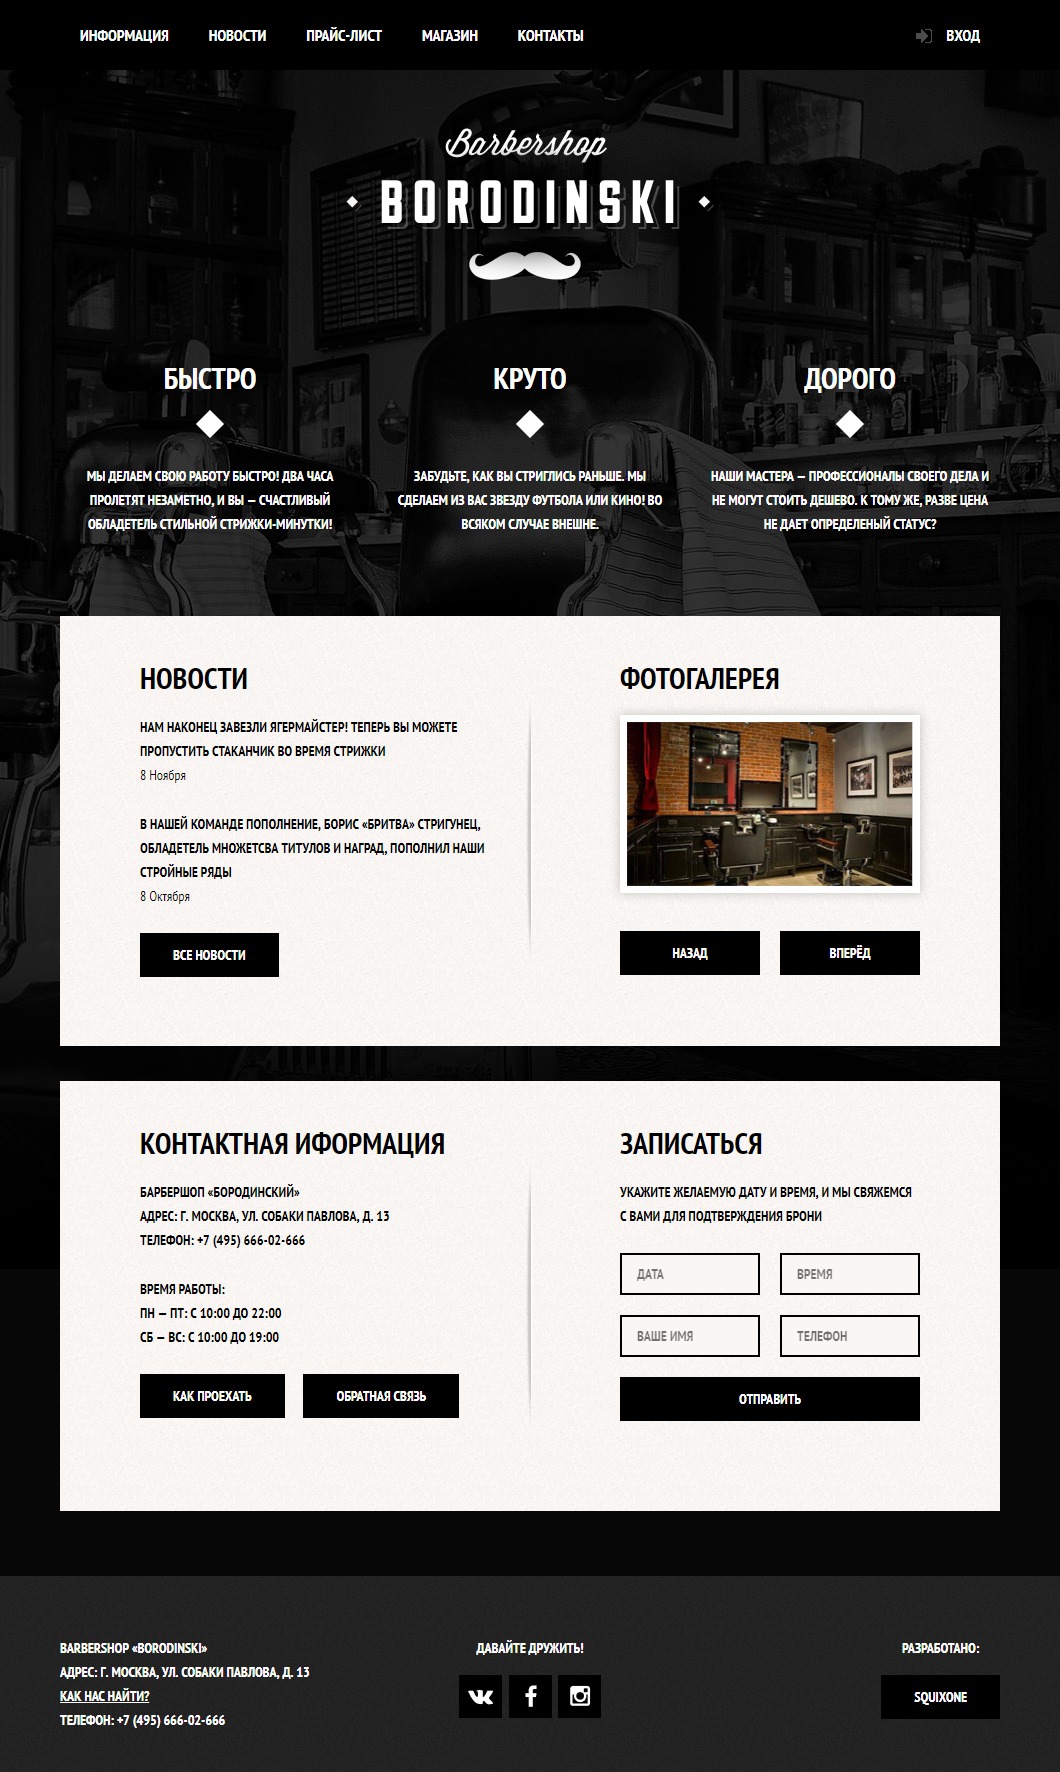 ИНФОРМАЦИЯ НОВОСТИ ПРАЙС-ЛИСТ МАГАЗИН КОНТАКТЫ ВХОД
Barbershop
BORODINSKI
БЫСТРО
МЫ ДЕЛАЕМ СВОЮ РАБОТУ БЫСТРО! ДВА ЧАСА
ПРОЛЕТЯТ НЕЗАМЕТНО, И ВЫ — СЧАСТЛИВЫЙ
ОБЛАДЕТЕЛЬ СТИЛЬНОЙ СТРИЖКИ-МИНУТКИ!
КРУТО
ЗАБУДЬТЕ, КАК ВЫ СТРИГЛИСЬ РАНЬШЕ. МЫ
СДЕЛАЕМ ИЗ ВАС ЗВЕЗДУ ФУТБОЛА ИЛИ КИНО! ВО
ВСЯКОМ СЛУЧАЕ ВНЕШНЕ.
ДОРОГО
НАШИ МАСТЕРА — ПРОФЕССИОНАЛЫ СВОЕГО ДЕЛА И
НЕ МОГУТ СТОИТЬ ДЕШЕВО. К ТОМУ ЖЕ, РАЗВЕ ЦЕНА
НЕ ДАЕТ ОПРЕДЕЛЕНЫЙ СТАТУС?
НОВОСТИ
НАМ НАКОНЕЦ ЗАВЕЗЛИ ЯГЕРМАЙСТЕР! ТЕПЕРЬ ВЫ МОЖЕТЕ
ПРОПУСТИТЬ СТАКАНЧИК ВО ВРЕМЯ СТРИЖКИ
8 Ноября
В НАШЕЙ КОМАНДЕ ПОПОЛНЕНИЕ, БОРИС «БРИТВА» СТРИГУНЕЦ,
ОБЛАДЕТЕЛЬ МНОЖЕТСВА ТИТУЛОВ И НАГРАД, ПОПОЛНИЛ НАШИ
СТРОЙНЫЕ РЯДЫ
8 Октября
ВСЕ НОВОСТИ
ФОТОГАЛЕРЕЯ
НАЗАД ВПЕРЁД
КОНТАКТНАЯ ИФОРМАЦИЯ
БАРБЕРШОП «БОРОДИНСКИЙ»
АДРЕС: Г. МОСКВА, УЛ. СОБАКИ ПАВЛОВА, Д. 13
ТЕЛЕФОН: +7 (495) 666-02-666
ВРЕМЯ РАБОТЫ:
ПН — ПТ: С 10:00 ДО 22:00
СБ — ВС: С 10:00 ДО 19:00
КАК ПРОЕХАТЬ ОБРАТНАЯ СВЯЗЬ
ЗАПИСАТЬСЯ
УКАЖИТЕ ЖЕЛАЕМУЮ ДАТУ И ВРЕМЯ, И МЫ СВЯЖЕМСЯ
С ВАМИ ДЛЯ ПОДТВЕРЖДЕНИЯ БРОНИ
ДАТА ВРЕМЯ
ВАШЕ ИМЯ ТЕЛЕФОН
ОТПРАВИТЬ
BARBERSHOP «BORODINSKI»
АДРЕС: Г. МОСКВА, УЛ. СОБАКИ ПАВЛОВА, Д. 13
КАК НАС НАЙТИ?
ТЕЛЕФОН: +7 (495) 666-02-666
ДАВАЙТЕ ДРУЖИТЬ!
РАЗРАБОТАНО:
SQUIXONE